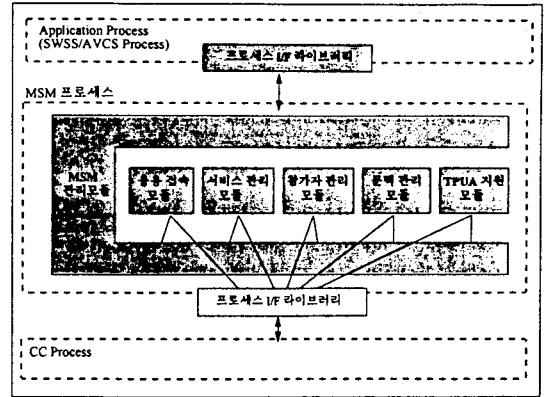 Application Process
(SWSS/AVCS Process)
프로세스 I/F 라이브러리
MSM 프로세스
MSM
관리모듈
응용 접속
모듈
서비스 관리
모듈
참가자 관리
모듈
문맥 관리
모듈
TPUA 지원
모듈
프로세스 I/F 라이브러리
CC Process